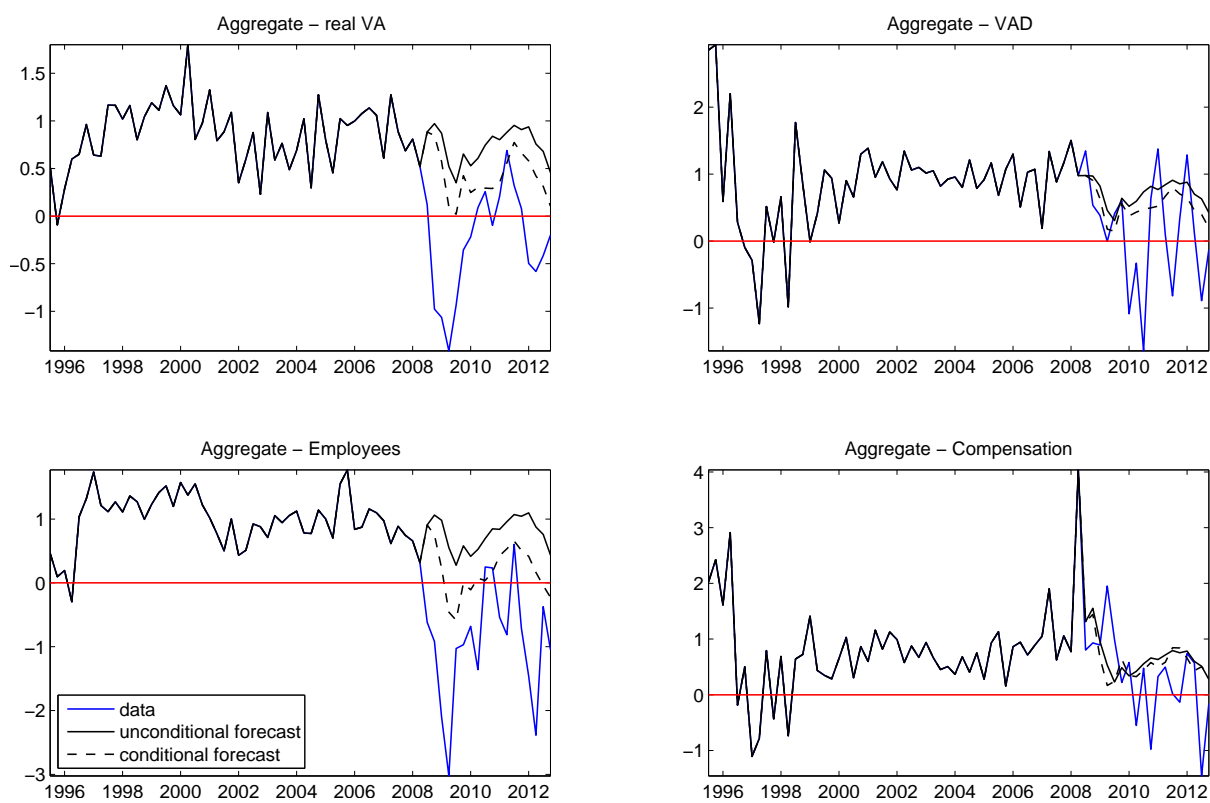 Aggregate − real VA
1.5
1
0.5
0
−0.5
−1
1996 1998 2000 2002 2004 2006 2008 2010 2012
Aggregate − VAD
2
1
0
−1
1996 1998 2000 2002 2004 2006 2008 2010 2012
Aggregate − Employees
1
0
−1
−2
−3
data
unconditional forecast
conditional forecast
1996 1998 2000 2002 2004 2006 2008 2010 2012
Aggregate − Compensation
4
3
2
1
0
−1
1996 1998 2000 2002 2004 2006 2008 2010 2012